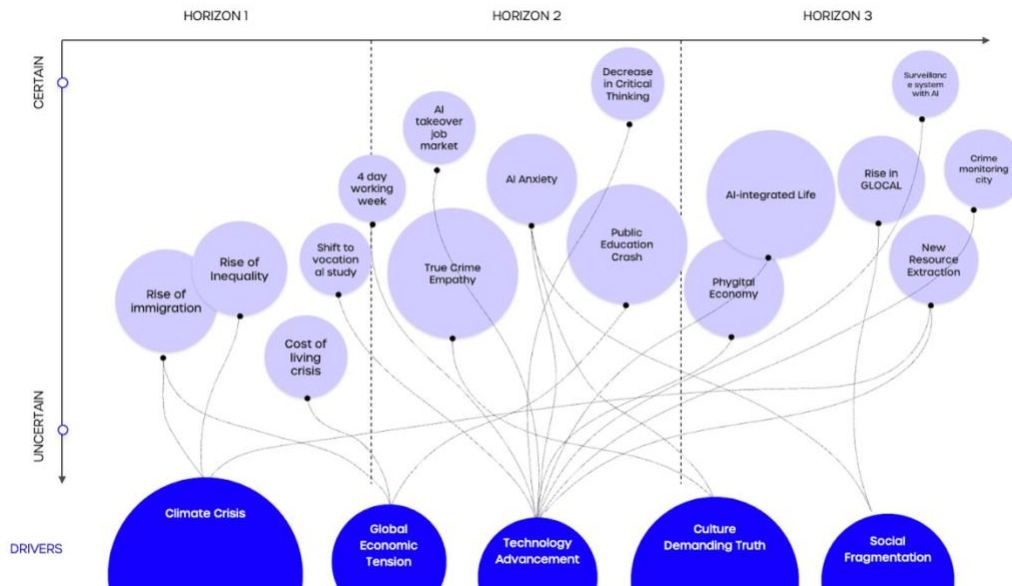 HORIZON 1
HORIZON 2
HORIZON 3
CERTAIN
UNCERTAIN
Decrease
in Critical
Thinking
Surveillanc
e system
with AI
AI
takeover
job
market
4 day
working
week
AI Anxiety
AI-integrated Life
Rise in
GLOCAL
Crime
monitoring
city
Rise of
immigration
Rise of
Inequality
Shift to
vocation
al study
True Crime
Empathy
Public
Education
Crash
Phygital
Economy
New
Resource
Extraction
Cost of
living
crisis
DRIVERS
Climate Crisis
Global
Economic
Tension
Technology
Advancement
Culture
Demanding Truth
Social
Fragmentation